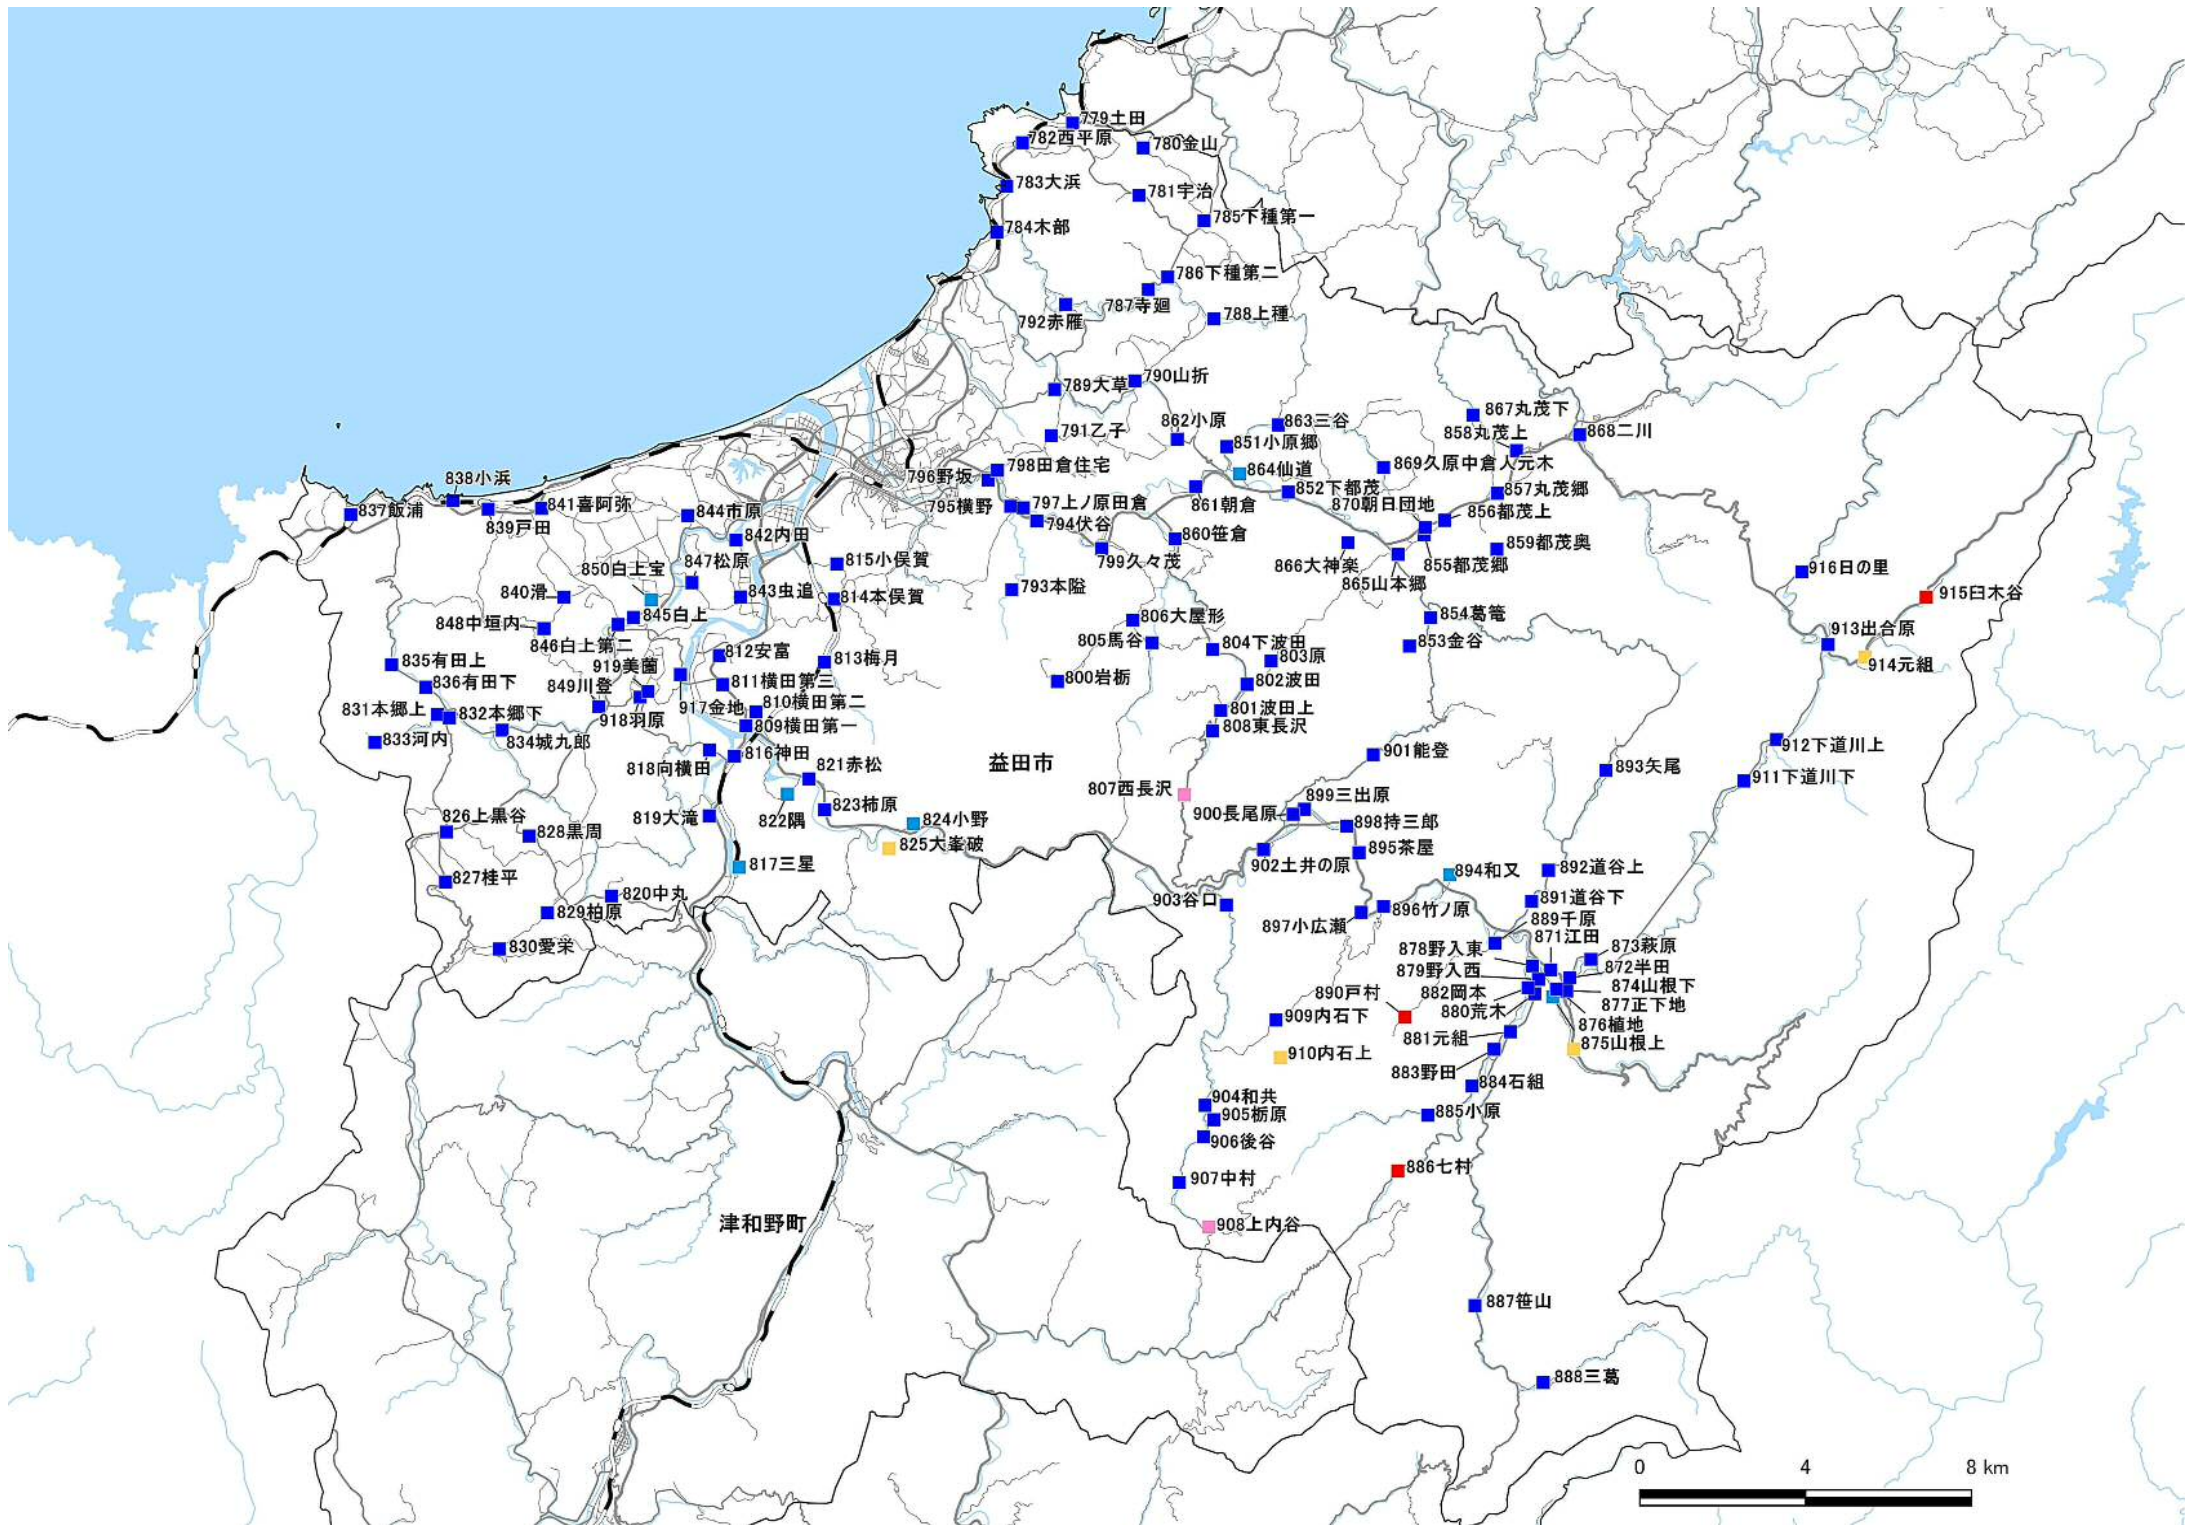 779土田
782西平原
780金山
783大浜
781宇治
785下種第一
784木部
786下種第二
787寺廻
792赤雁
788上種
790山折
789大草
862小原
863三谷
867丸茂下
791乙子
851小原郷
858丸茂上
868二川
798田倉住宅
796野坂
864仙道
869久原中倉人元木
838小浜
852下都茂
857丸茂郷
837飯浦
841喜阿弥
795横野
797上ノ原田倉
861朝倉
870朝日団地
856都茂上
839戸田
844市原
794伏谷
842内田
860笹倉
859都茂奥
850白上宝
847松原
815小俣賀
799久々茂
866大神楽
855都茂郷
865山本郷
916日の里
840滑
843虫追
814本俣賀
793本隘
915臼木谷
848中垣内
845白上
806大屋形
854葛篭
846白上第二
805馬谷
804下波田
853金谷
913出合原
835有田上
919美薗
812安富
813梅月
803原
914元組
836有田下
849川登
811横田第三
800岩栃
802波田
831本郷上
832本郷下
918羽原
917金地
810横田第二
801波田上
833河内
834城九郎
809横田第一
808東長沢
818向横田
816神田
益田市
901能登
912下道川上
821赤松
893矢尾
911下道川下
807西長沢
899三出原
826上黒谷
828黒周
819大滝
822隅
823柿原
824小野
900長尾原
898持三郎
825大峯破
895茶屋
817三星
902土井の原
894和又
892道谷上
827桂平
820中丸
903谷口
896竹ノ原
891道谷下
829柏原
897小広瀬
889千原
830愛栄
878野入東
871江田
873萩原
879野入西
872半田
890戸村
882岡本
874山根下
880荒木
877正下地
909内石下
881元組
876植地
910内石上
875山根上
883野田
884石組
904和共
905栃原
885小原
906後谷
886七村
907中村
津和野町
908上内谷
887笹山
888三葛
0 4 8 km